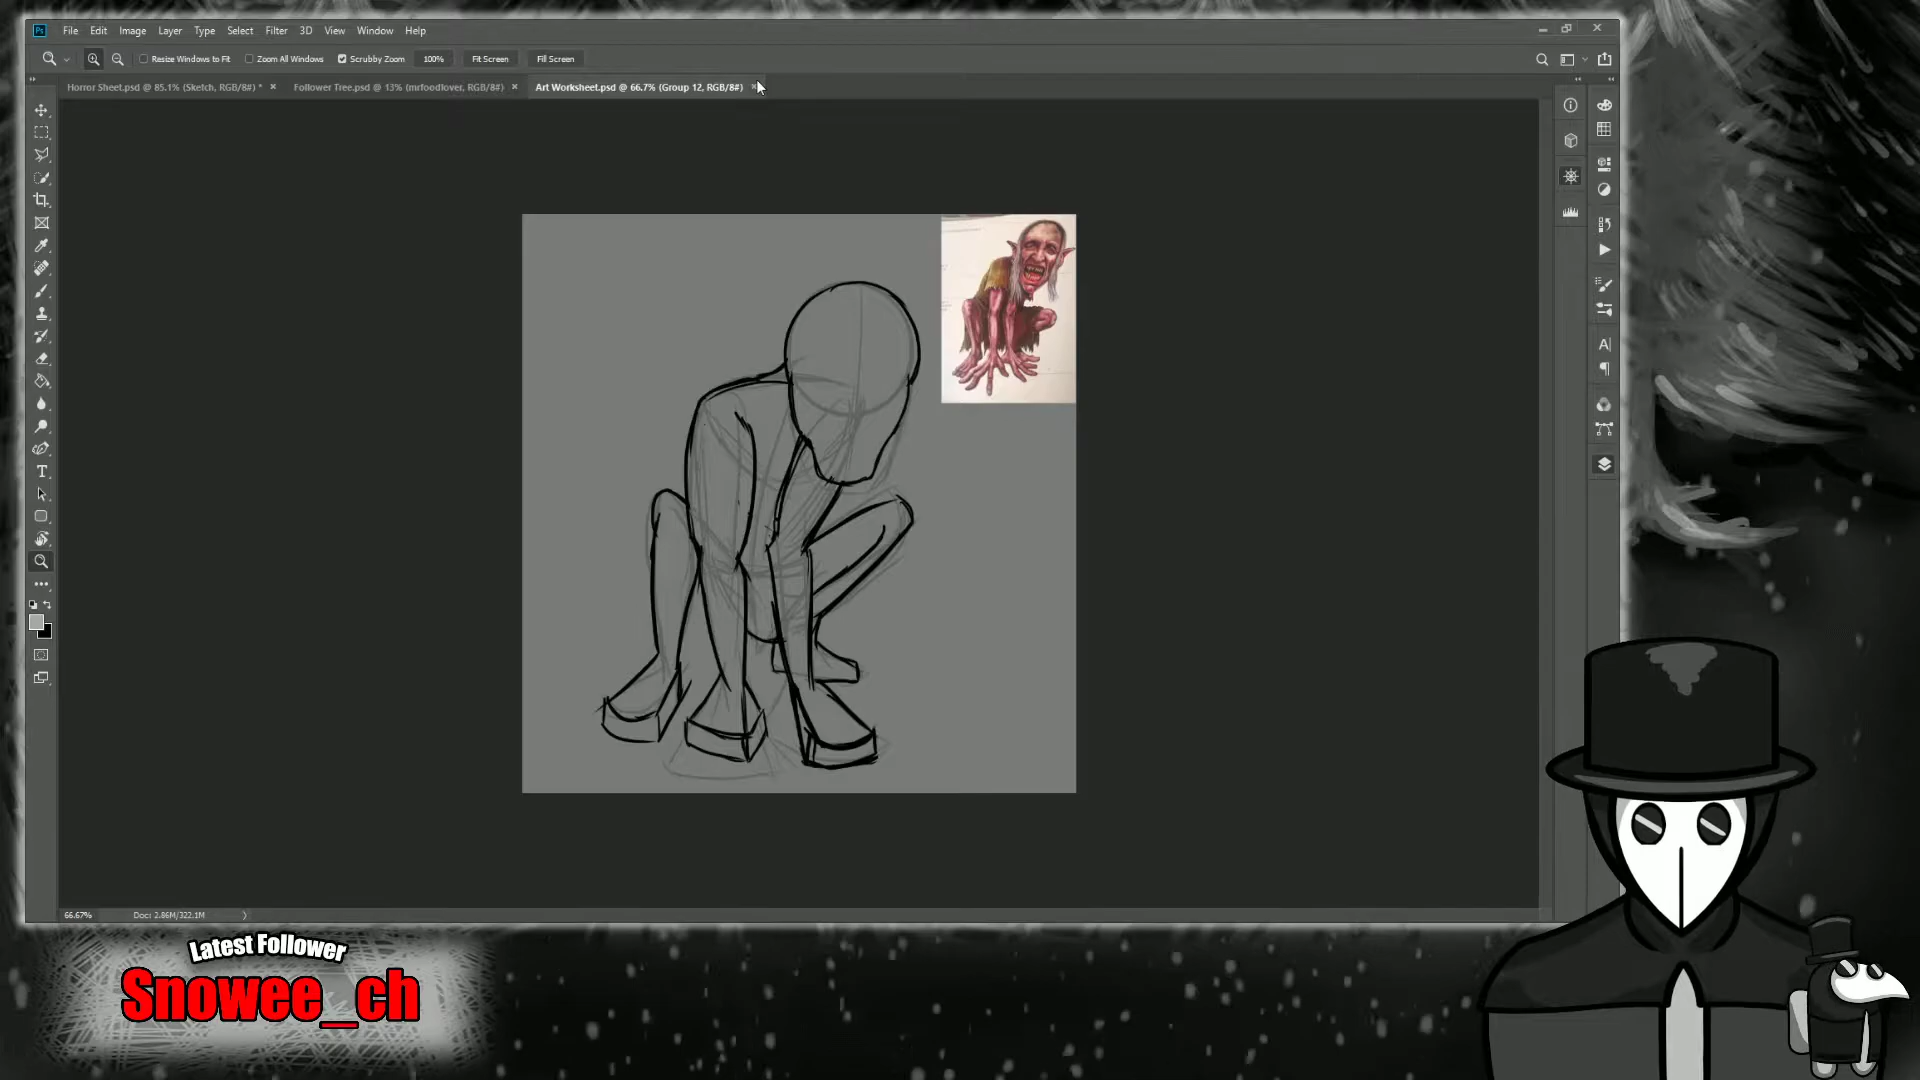 Ps File Edit Image Layer Type Select Filter 3D View Window Help
Resize Windows to Fit Zoom All Windows Scrubby Zoom 100% Fit Screen Fill Screen
Horror Sheet.psd @ 85.1% (Sketch, RGB/8#) * Follower Tree.psd @ 13% (mrfoodlover, RGB/8#) Art Worksheet.psd @ 66.7% (Group 12, RGB/8#)
66.67% Doc: 2.86M/322.1M
Latest Follower
Snowee_ch